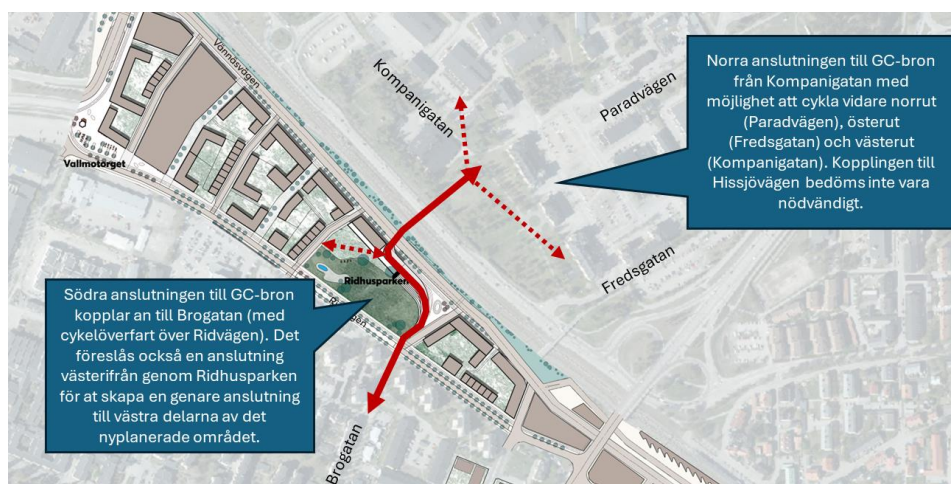 Vännäsvägen
Kompanigatan
Paradvägen
Norra anslutningen till GC-bron
från Kompanigatan med
möjlighet att cykla vidare norrut
(Paradvägen), österut
(Fredsgatan) och västerut
(Kompanigatan). Kopplingen till
Hissjövägen bedöms inte vara
nödvändigt.
Vallmotörget
Fredsgatan
Ridhusparken
Södra anslutningen till GC-bron
kopplar an till Brogatan (med
cykelöverfart över Ridvägen). Det
föreslås också en anslutning
västerifrån genom Ridhusparken
för at skapa en genare anslutning
till västra delarna av det
nyplanerade området.
Brogatan